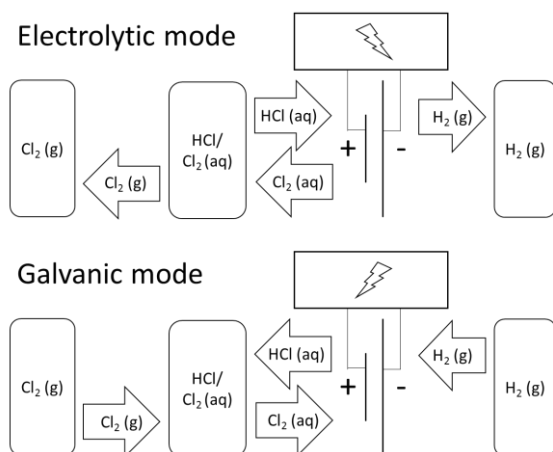 Electrolytic mode
Cl₂ (g)
Cl₂ (g)
HCl/
Cl₂ (aq)
HCl (aq)
Cl₂ (aq)
+ -
H₂ (g)
H₂ (g)
Galvanic mode
Cl₂ (g)
Cl₂ (g)
HCl/
Cl₂ (aq)
HCl (aq)
Cl₂ (aq)
+ -
H₂ (g)
H₂ (g)